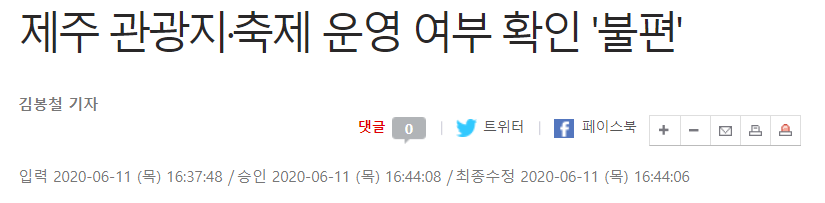 제주 관광지·축제 운영 여부 확인 '불편'
김봉철 기자
댓글 0 | 트위터 | 페이스북 + −
입력 2020-06-11 (목) 16:37:48 / 승인 2020-06-11 (목) 16:44:08 / 최종수정 2020-06-11 (목) 16:44:06